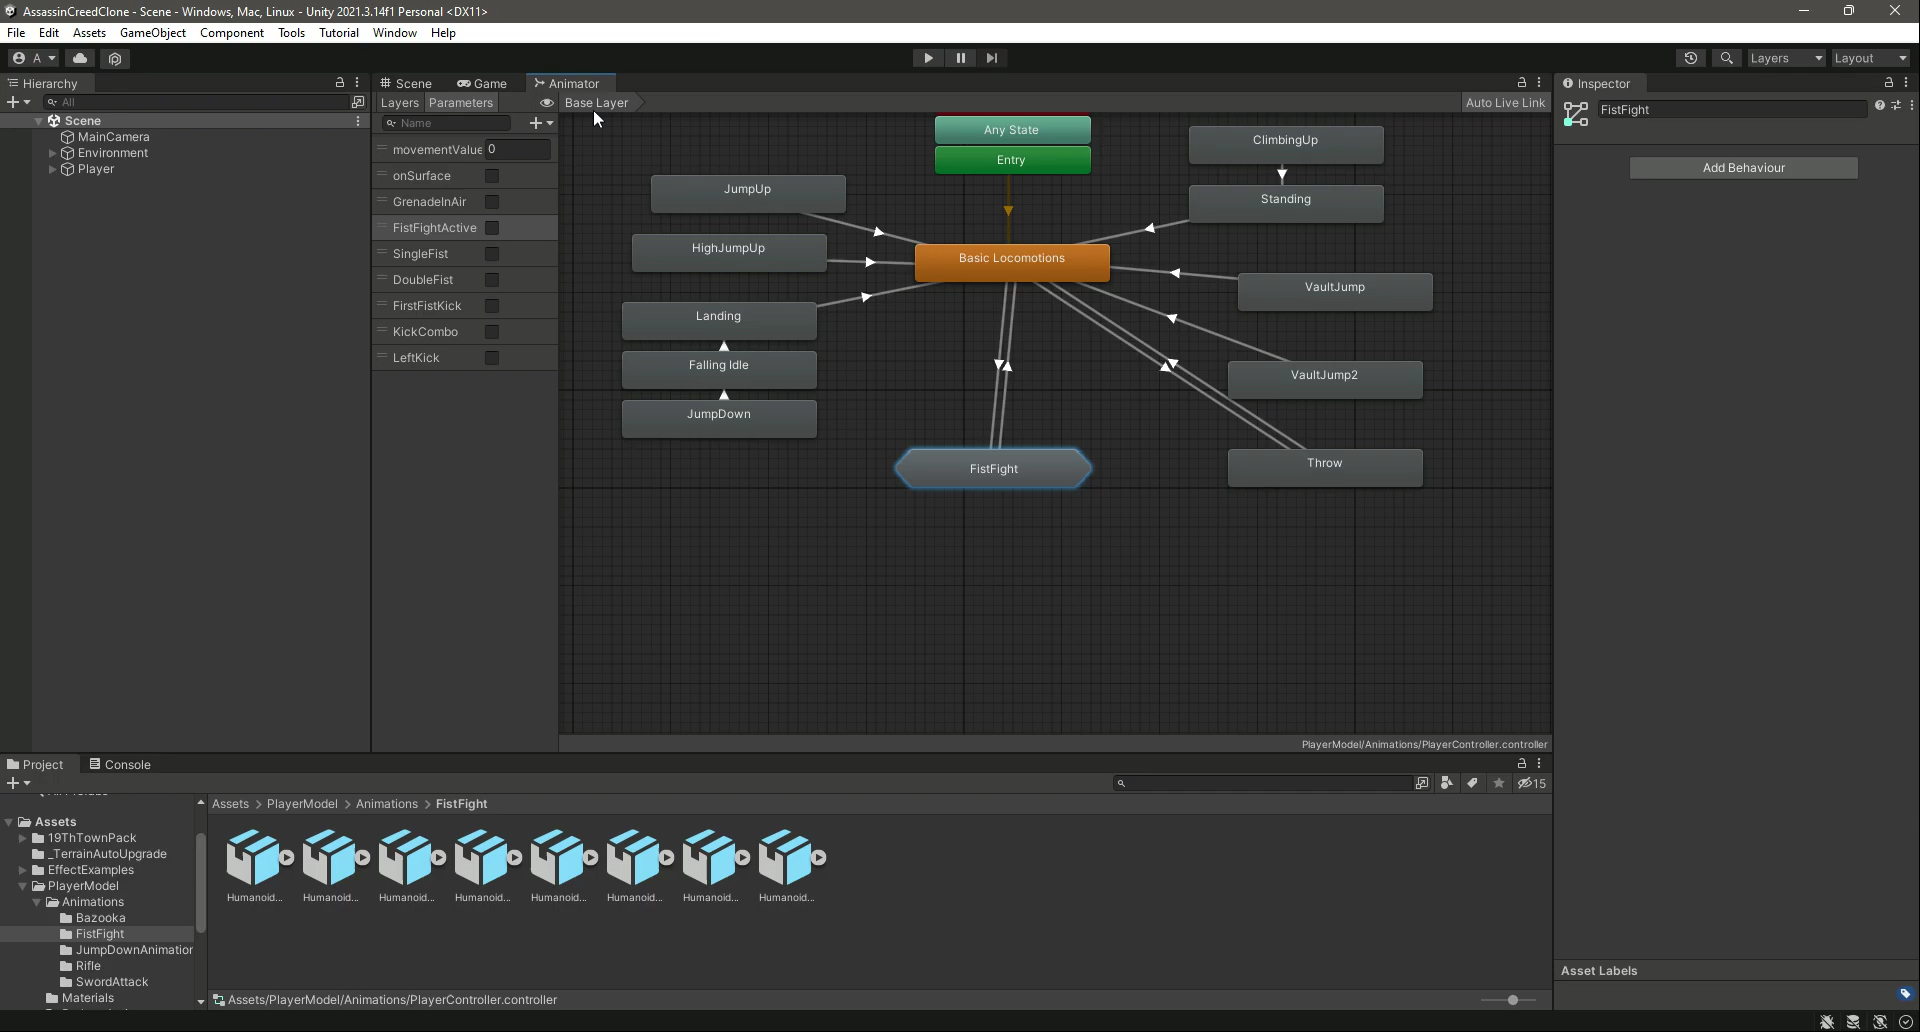 AssassinCreedClone - Scene - Windows, Mac, Linux - Unity 2021.3.14f1 Personal <DX11>
File Edit Assets GameObject Component Tools Tutorial Window Help
A Layers Layout
Hierarchy
All
Scene
MainCamera
Environment
Player
Scene Game Animator
Layers Parameters Base Layer Auto Live Link
Name
movementValue 0
onSurface
GrenadeInAir
FistFightActive
SingleFist
DoubleFist
FirstFistKick
KickCombo
LeftKick
Any State
Entry
ClimbingUp
JumpUp
Standing
HighJumpUp
Basic Locomotions
VaultJump
Landing
Falling Idle
VaultJump2
JumpDown
FistFight
Throw
PlayerModel/Animations/PlayerController.controller
Inspector
FistFight
Add Behaviour
Asset Labels
Project Console
15
Assets > PlayerModel > Animations > FistFight
Assets
19ThTownPack
_TerrainAutoUpgrade
EffectExamples
PlayerModel
Animations
Bazooka
FistFight
JumpDownAnimation
Rifle
SwordAttack
Materials
Humanoid... Humanoid... Humanoid... Humanoid... Humanoid... Humanoid... Humanoid... Humanoid...
Assets/PlayerModel/Animations/PlayerController.controller